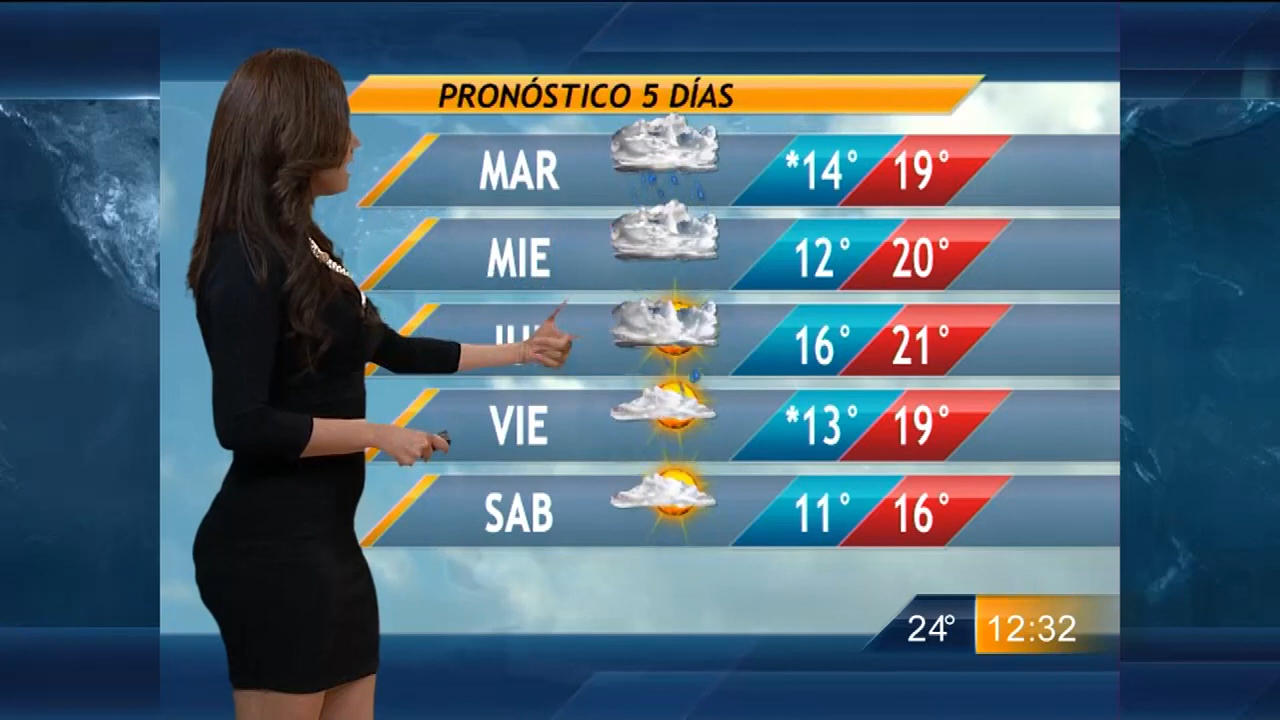 PRONÓSTICO 5 DÍAS
MAR *14° 19°
MIE 12° 20°
16° 21°
VIE *13° 19°
SAB 11° 16°
24° 12:32